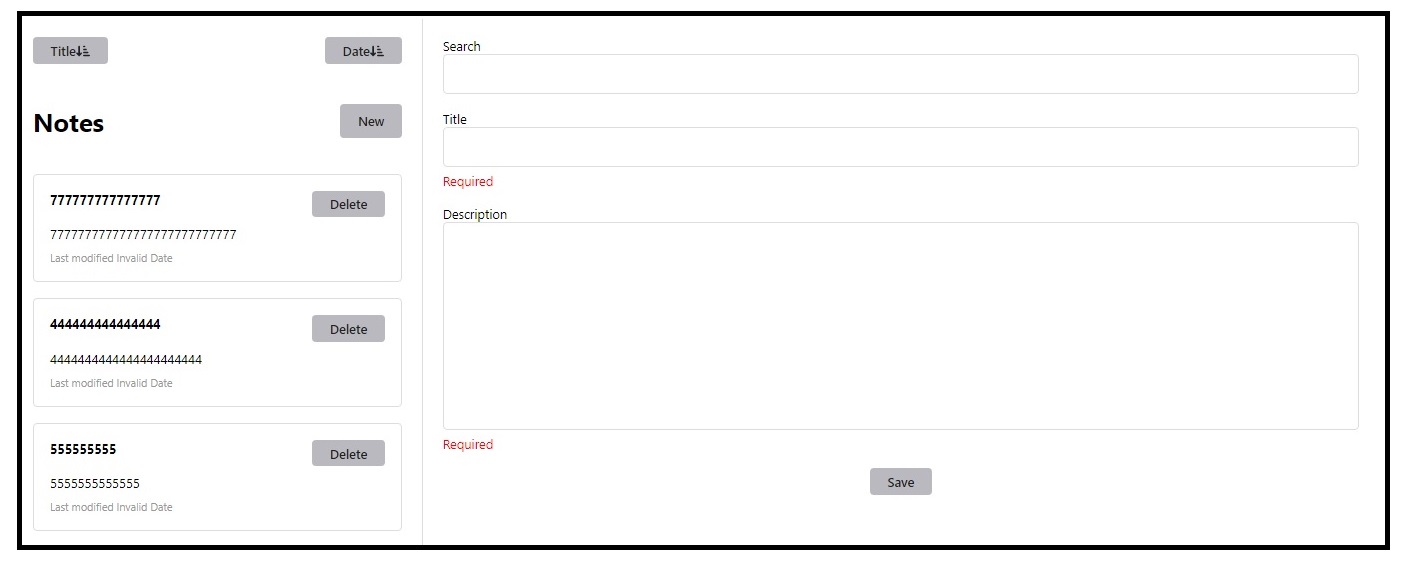 Title
Date
Notes
New
777777777777777
Delete
777777777777777777777777777
Last modified Invalid Date
444444444444444
Delete
4444444444444444444444
Last modified Invalid Date
555555555
Delete
5555555555555
Last modified Invalid Date
Search
Title
Required
Description
Required
Save